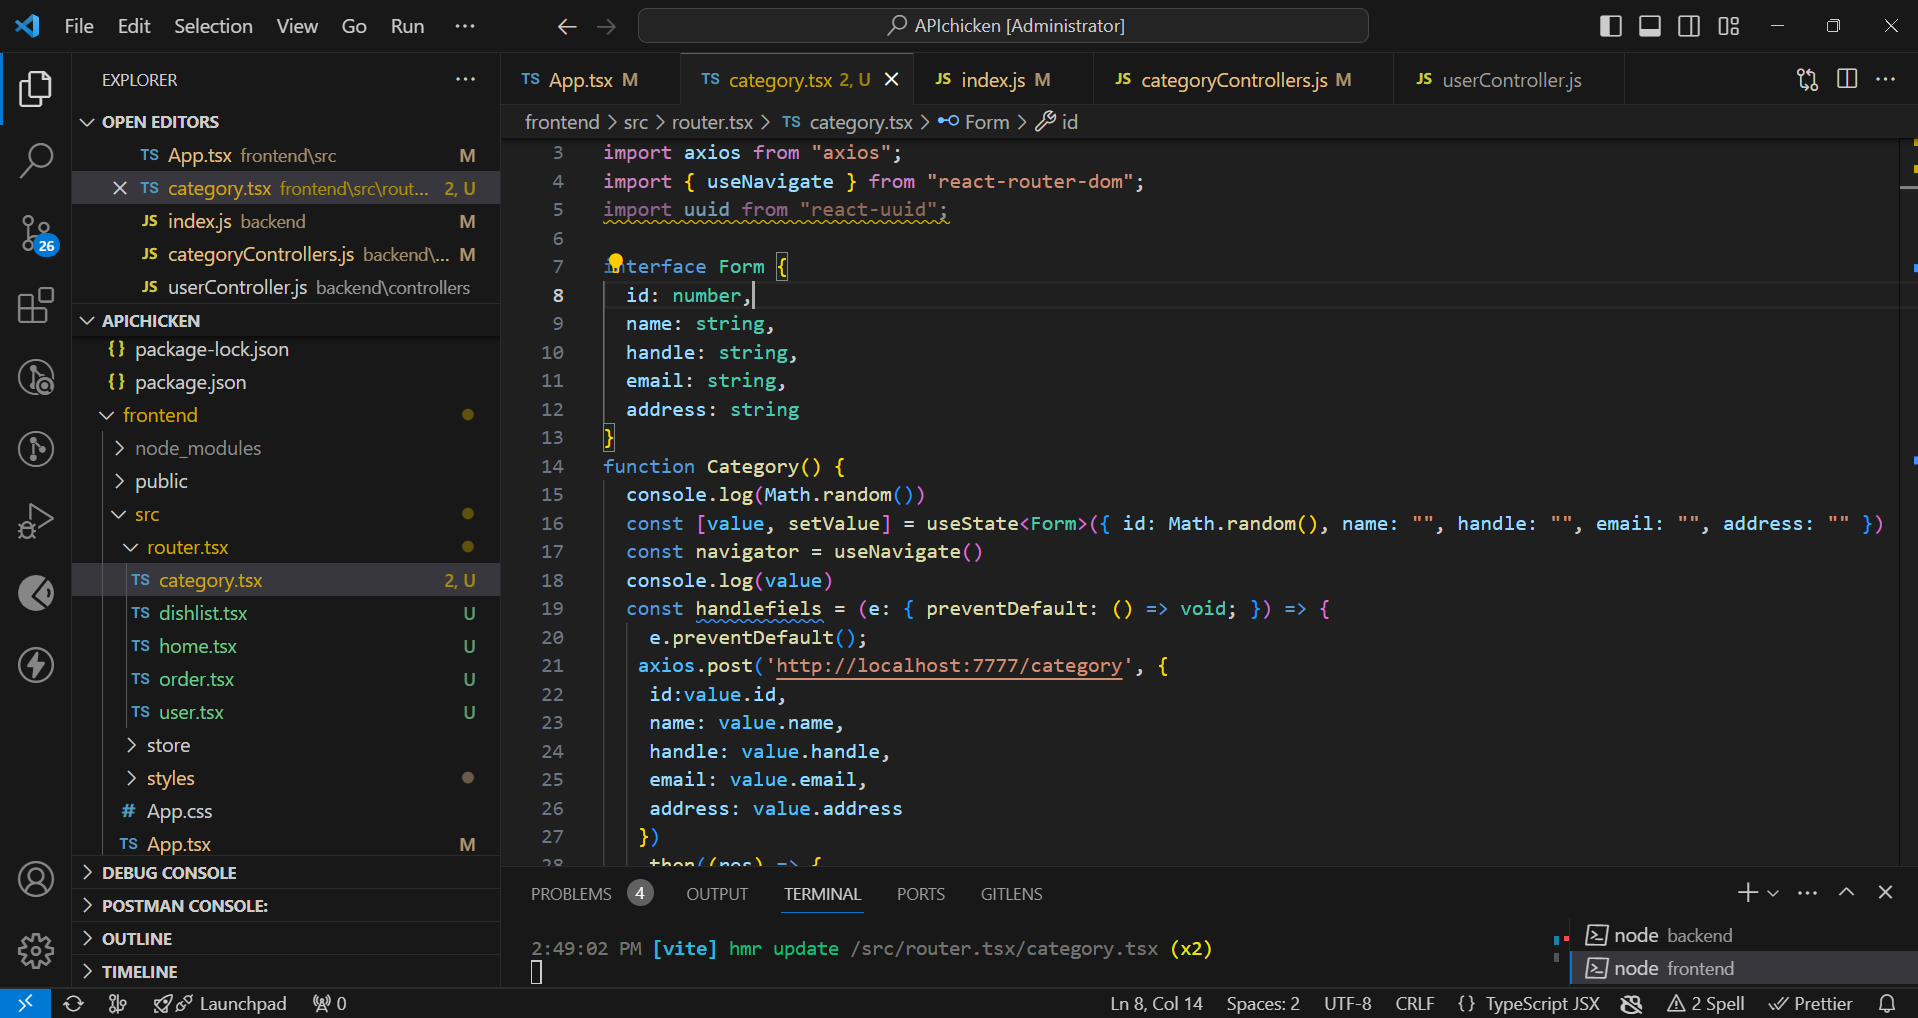 File Edit Selection View Go Run ···
APIchicken [Administrator]
EXPLORER ···
OPEN EDITORS
TS App.tsx frontend\src M
TS category.tsx frontend\src\rout... 2, U
JS index.js backend M
JS categoryControllers.js backend\... M
JS userController.js backend\controllers
26
APICHICKEN
{} package-lock.json
{} package.json
frontend
node_modules
public
src
router.tsx
TS category.tsx 2, U
TS dishlist.tsx U
TS home.tsx U
TS order.tsx U
TS user.tsx U
store
styles
# App.css
TS App.tsx M
DEBUG CONSOLE
POSTMAN CONSOLE:
OUTLINE
TIMELINE
TS App.tsx M TS category.tsx 2, U JS index.js M JS categoryControllers.js M JS userController.js ···
frontend > src > router.tsx > TS category.tsx > Form > id
3 import axios from "axios";
4 import { useNavigate } from "react-router-dom";
5 import uuid from "react-uuid";
6
7 interface Form {
8 id: number,
9 name: string,
10 handle: string,
11 email: string,
12 address: string
13 }
14 function Category() {
15 console.log(Math.random())
16 const [value, setValue] = useState<Form>({ id: Math.random(), name: "", handle: "", email: "", address: "" })
17 const navigator = useNavigate()
18 console.log(value)
19 const handlefiels = (e: { preventDefault: () => void; }) => {
20 e.preventDefault();
21 axios.post('http://localhost:7777/category', {
22 id:value.id,
23 name: value.name,
24 handle: value.handle,
25 email: value.email,
26 address: value.address
27 })
28 then((res) => {
PROBLEMS 4 OUTPUT TERMINAL PORTS GITLENS
2:49:02 PM [vite] hmr update /src/router.tsx/category.tsx (x2)
node backend
node frontend
Launchpad 0 Ln 8, Col 14 Spaces: 2 UTF-8 CRLF {} TypeScript JSX 2 Spell Prettier